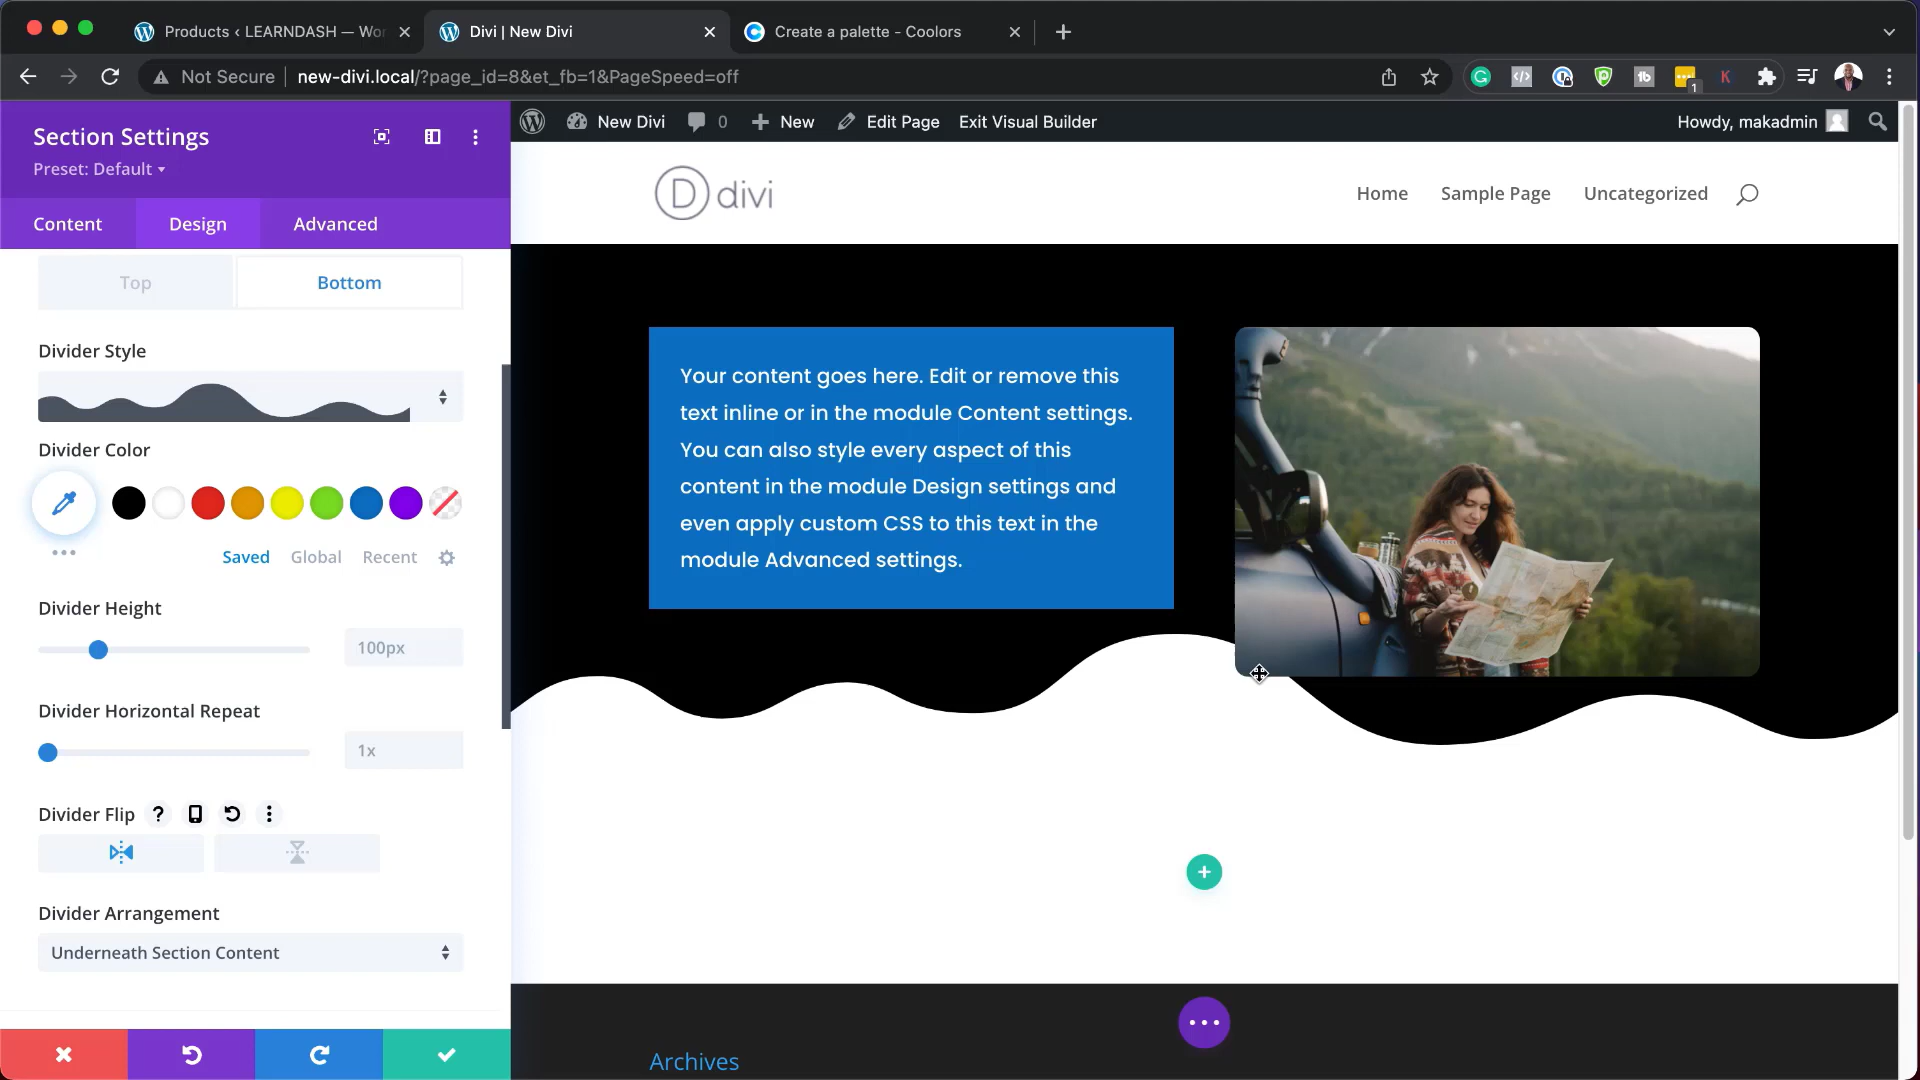 Products ‹ LEARNDASH — Wor
Divi | New Divi
Create a palette - Coolors
Not Secure
new-divi.local/?page_id=8&et_fb=1&PageSpeed=off
1
Section Settings
Preset: Default
Content
Design
Advanced
Top
Bottom
Divider Style
Divider Color
Saved
Global
Recent
Divider Height
100px
Divider Horizontal Repeat
1x
Divider Flip
?
Divider Arrangement
Underneath Section Content
New Divi
0
New
Edit Page
Exit Visual Builder
Howdy, makadmin
D divi
Home
Sample Page
Uncategorized
Your content goes here. Edit or remove this
text inline or in the module Content settings.
You can also style every aspect of this
content in the module Design settings and
even apply custom CSS to this text in the
module Advanced settings.
Archives